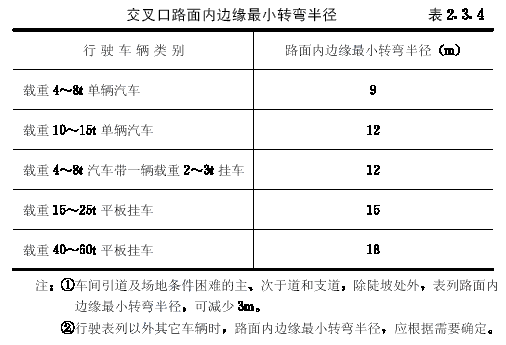 交叉口路面内边缘最小转弯半径 表 2.3.4
行驶车辆类别 路面内边缘最小转弯半径(m)
载重 4～8t 单辆汽车 9
载重 10～15t 单辆汽车 12
载重 4～8t 汽车带一辆载重 2～3t 挂车 12
载重 15～25t 平板挂车 15
载重 40～60t 平板挂车 18
注:①车间引道及场地条件困难的主、次于道和支道,除陡坡处外,表列路面内
边缘最小转弯半径,可减少 3m。
②行驶表列以外其它车辆时,路面内边缘最小转弯半径,应根据需要确定。